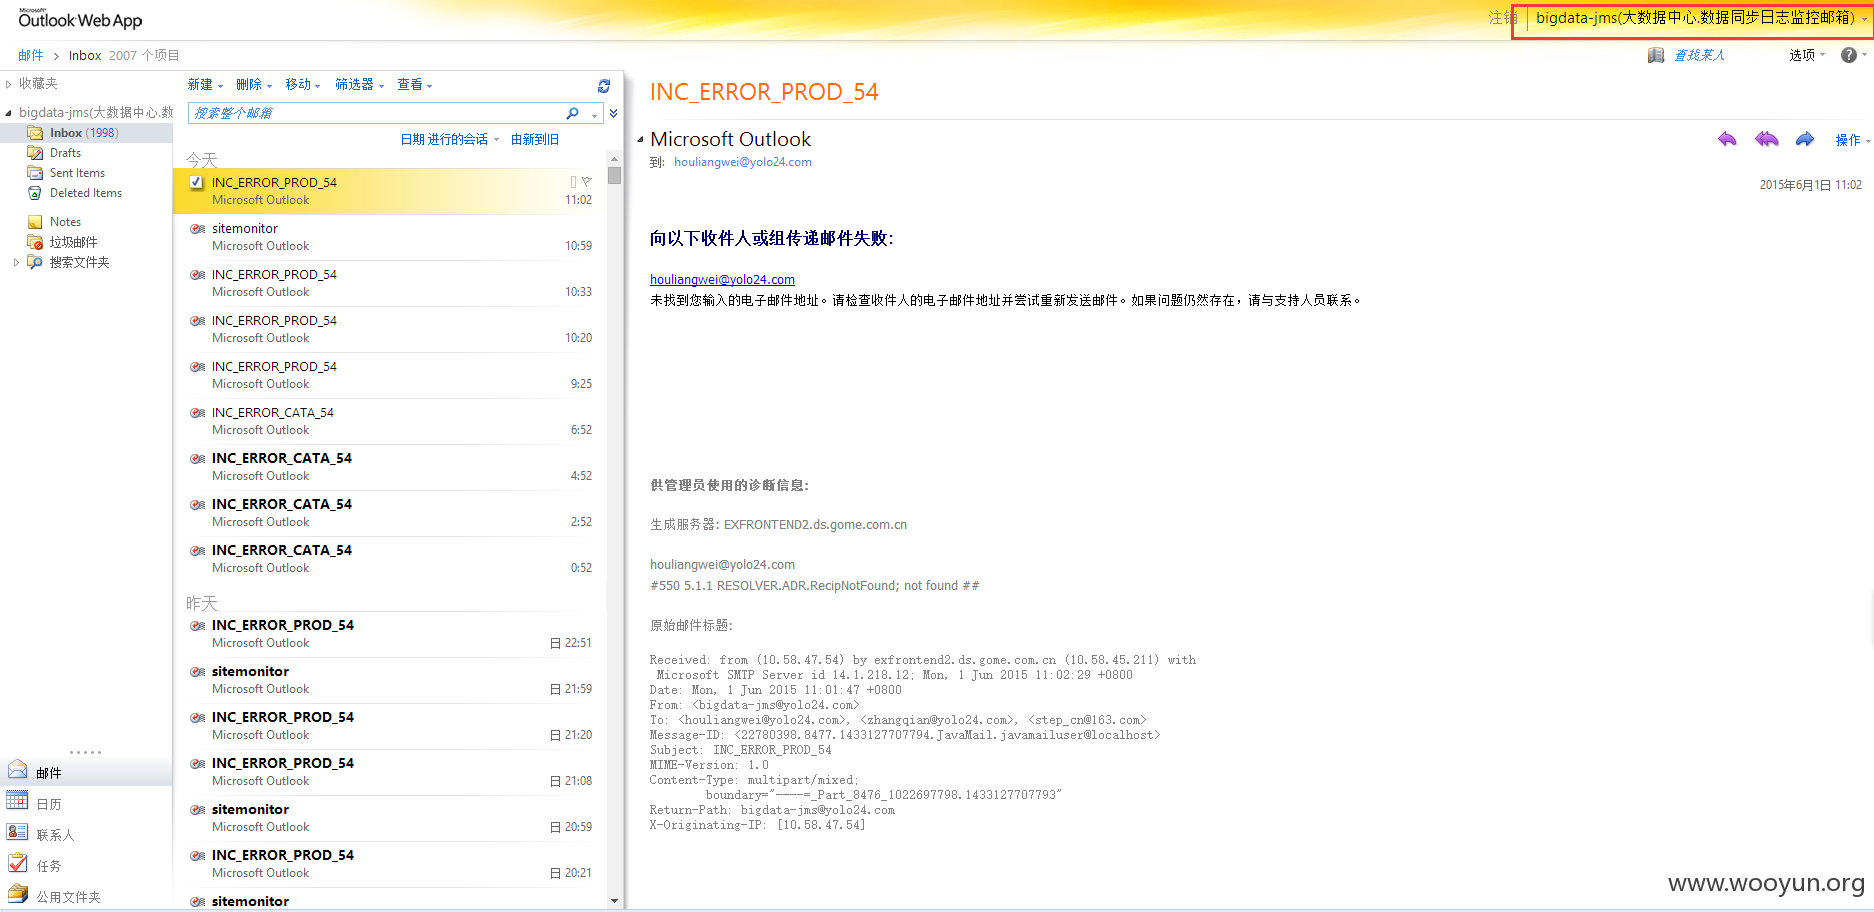 Microsoft®
Outlook Web App
注销
bigdata-jms(大数据中心.数据同步日志监控邮箱)
邮件 Inbox 2007 个项目
查找某人
选项
收藏夹
bigdata-jms(大数据中心.数
Inbox (1998)
Drafts
Sent Items
Deleted Items
Notes
垃圾邮件
搜索文件夹
邮件
日历
联系人
任务
公用文件夹
新建 删除 移动 筛选器 查看
搜索整个邮箱
日期 进行的会话 由新到旧
今天
INC_ERROR_PROD_54
Microsoft Outlook 11:02
sitemonitor
Microsoft Outlook 10:59
INC_ERROR_PROD_54
Microsoft Outlook 10:33
INC_ERROR_PROD_54
Microsoft Outlook 10:20
INC_ERROR_PROD_54
Microsoft Outlook 9:25
INC_ERROR_CATA_54
Microsoft Outlook 6:52
INC_ERROR_CATA_54
Microsoft Outlook 4:52
INC_ERROR_CATA_54
Microsoft Outlook 2:52
INC_ERROR_CATA_54
Microsoft Outlook 0:52
昨天
INC_ERROR_PROD_54
Microsoft Outlook 日 22:51
sitemonitor
Microsoft Outlook 日 21:59
INC_ERROR_PROD_54
Microsoft Outlook 日 21:20
INC_ERROR_PROD_54
Microsoft Outlook 日 21:08
sitemonitor
Microsoft Outlook 日 20:59
INC_ERROR_PROD_54
Microsoft Outlook 日 20:21
sitemonitor
INC_ERROR_PROD_54
Microsoft Outlook
操作
到: houliangwei@yolo24.com
2015年6月1日 11:02
向以下收件人或组传递邮件失败:
houliangwei@yolo24.com
未找到您输入的电子邮件地址。请检查收件人的电子邮件地址并尝试重新发送邮件。如果问题仍然存在，请与支持人员联系。
供管理员使用的诊断信息:
生成服务器: EXFRONTEND2.ds.gome.com.cn
houliangwei@yolo24.com
#550 5.1.1 RESOLVER.ADR.RecipNotFound; not found ##
原始邮件标题:
Received: from (10.58.47.54) by exfrontend2.ds.gome.com.cn (10.58.45.211) with
Microsoft SMTP Server id 14.1.218.12; Mon, 1 Jun 2015 11:02:29 +0800
Date: Mon, 1 Jun 2015 11:01:47 +0800
From: <bigdata-jms@yolo24.com>
To: <houliangwei@yolo24.com>, <zhangqian@yolo24.com>, <step_cn@163.com>
Message-ID: <22780398.8477.1433127707794.JavaMail.javamailuser@localhost>
Subject: INC_ERROR_PROD_54
MIME-Version: 1.0
Content-Type: multipart/mixed;
boundary="----=_Part_8476_1022697798.1433127707793"
Return-Path: bigdata-jms@yolo24.com
X-Originating-IP: [10.58.47.54]
www.wooyun.org